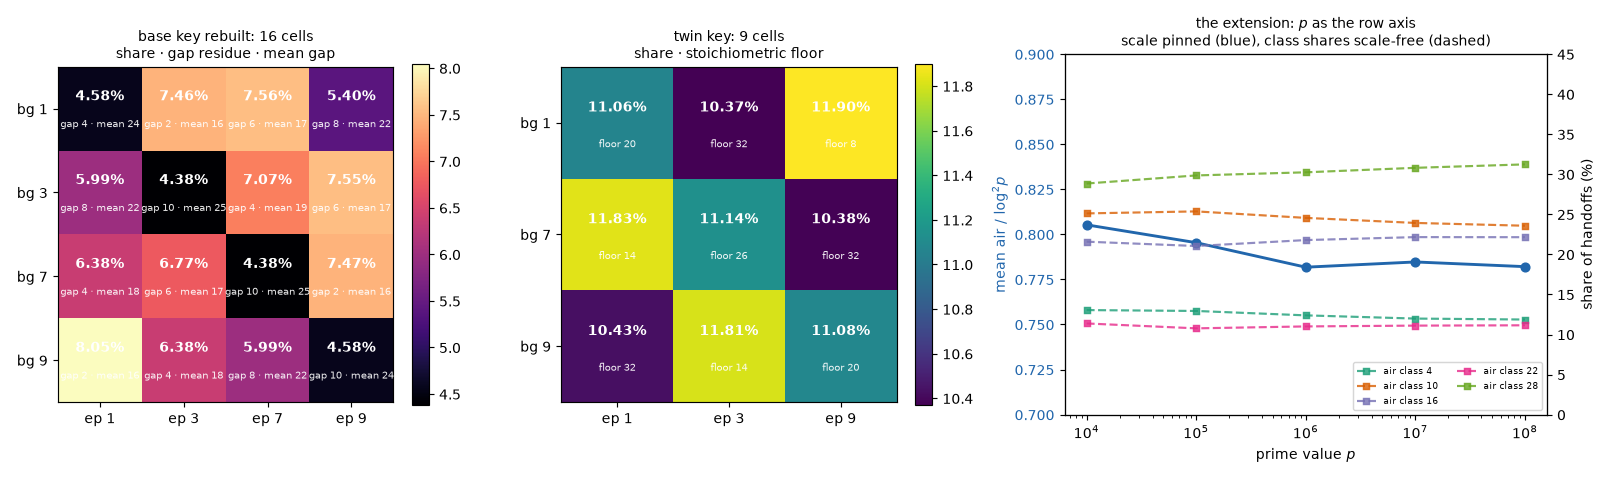 base key rebuilt: 16 cells
share · gap residue · mean gap
bg 1
4.58%
7.46%
7.56%
5.40%
gap 4 · mean 24
gap 2 · mean 16
gap 6 · mean 17
gap 8 · mean 22
bg 3
5.99%
4.38%
7.07%
7.55%
gap 8 · mean 22
gap 10 · mean 25
gap 4 · mean 19
gap 6 · mean 17
bg 7
6.38%
6.77%
4.38%
7.47%
gap 4 · mean 18
gap 6 · mean 17
gap 10 · mean 25
gap 2 · mean 16
bg 9
8.05%
6.38%
5.99%
4.58%
gap 4 · mean 18
gap 8 · mean 22
gap 10 · mean 24
ep 1
ep 3
ep 7
ep 9
8.0
7.5
7.0
6.5
6.0
5.5
5.0
4.5
twin key: 9 cells
share · stoichiometric floor
bg 1
11.06%
10.37%
11.90%
floor 20
floor 32
floor 8
bg 7
11.83%
11.14%
10.38%
floor 14
floor 26
floor 32
bg 9
10.43%
11.81%
11.08%
floor 32
floor 14
floor 20
ep 1
ep 3
ep 9
11.8
11.6
11.4
11.2
11.0
10.8
10.6
10.4
the extension: p as the row axis
scale pinned (blue), class shares scale-free (dashed)
mean air / log²p
0.900
0.875
0.850
0.825
0.800
0.775
0.750
0.725
0.700
45
40
35
30
25
20
15
10
5
0
share of handoffs (%)
air class 4
air class 10
air class 16
air class 22
air class 28
10⁴
10⁵
10⁶
10⁷
10⁸
prime value p